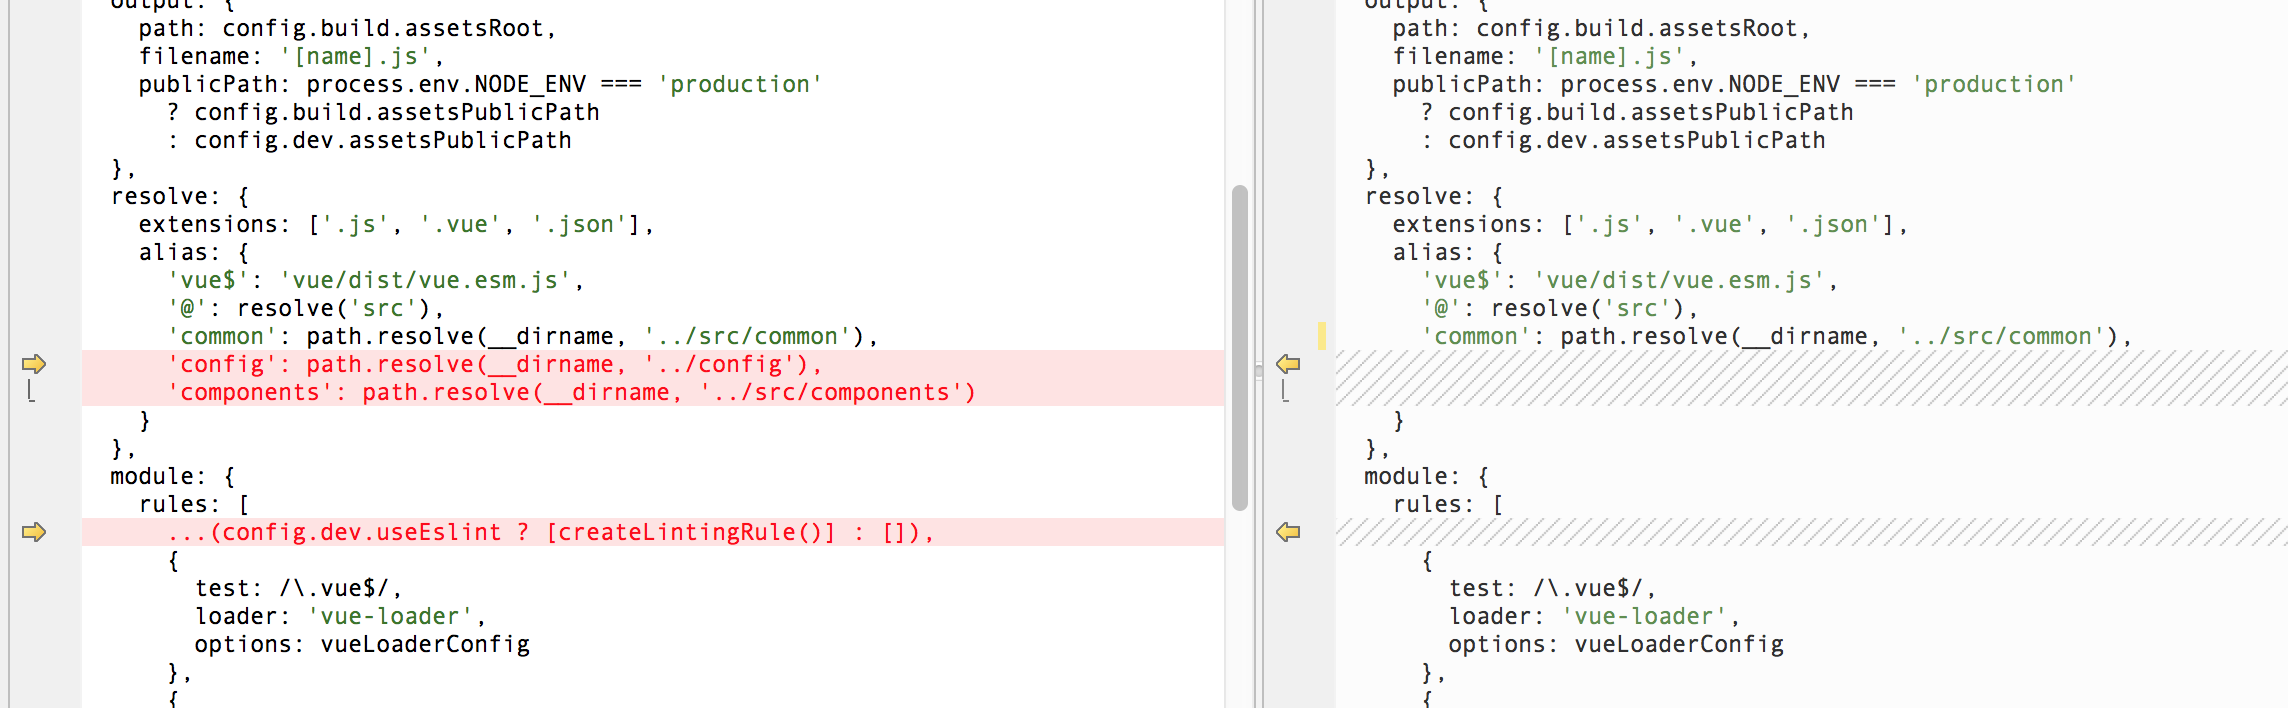 output: {
path: config.build.assetsRoot,
filename: '[name].js',
publicPath: process.env.NODE_ENV === 'production'
? config.build.assetsPublicPath
: config.dev.assetsPublicPath
},
resolve: {
extensions: ['.js', '.vue', '.json'],
alias: {
'vue$': 'vue/dist/vue.esm.js',
'@': resolve('src'),
'common': path.resolve(__dirname, '../src/common'),
'config': path.resolve(__dirname, '../config'),
'components': path.resolve(__dirname, '../src/components')
}
},
module: {
rules: [
...(config.dev.useEslint ? [createLintingRule()] : []),
{
test: /\.vue$/,
loader: 'vue-loader',
options: vueLoaderConfig
},
{
output: {
path: config.build.assetsRoot,
filename: '[name].js',
publicPath: process.env.NODE_ENV === 'production'
? config.build.assetsPublicPath
: config.dev.assetsPublicPath
},
resolve: {
extensions: ['.js', '.vue', '.json'],
alias: {
'vue$': 'vue/dist/vue.esm.js',
'@': resolve('src'),
'common': path.resolve(__dirname, '../src/common'),
}
},
module: {
rules: [
{
test: /\.vue$/,
loader: 'vue-loader',
options: vueLoaderConfig
},
{